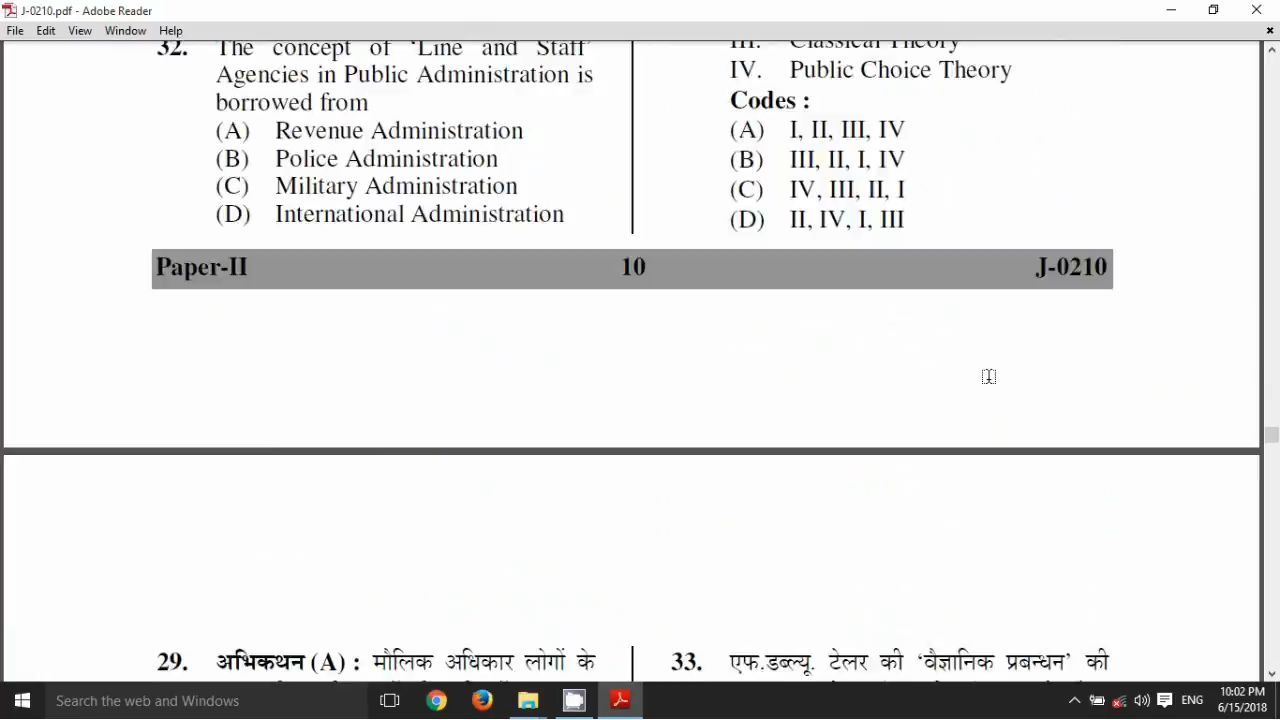 J-0210.pdf - Adobe Reader
File Edit View Window Help
32. The concept of 'Line and Staff'
Agencies in Public Administration is
borrowed from
(A) Revenue Administration
(B) Police Administration
(C) Military Administration
(D) International Administration
III. Classical Theory
IV. Public Choice Theory
Codes :
(A) I, II, III, IV
(B) III, II, I, IV
(C) IV, III, II, I
(D) II, IV, I, III
Paper-II 10 J-0210
29. अभिकथन (A) : मौलिक अधिकार लोगों के
33. एफ.डब्ल्यू. टेलर की 'वैज्ञानिक प्रबन्धन' की
Search the web and Windows
ENG
10:02 PM
6/15/2018